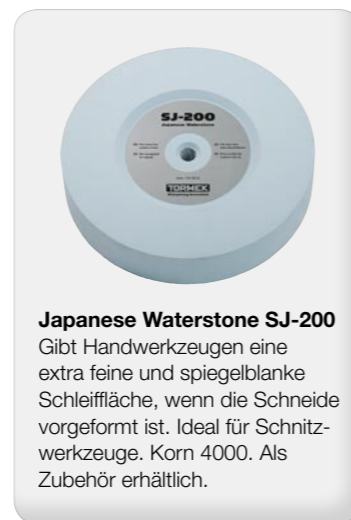 SJ-200
Japanese Waterstone
TORMEK
Japanese Waterstone SJ-200
Gibt Handwerkzeugen eine
extra feine und spiegelblanke
Schleiffläche, wenn die Schneide
vorgeformt ist. Ideal für Schnitz-
werkzeuge. Korn 4000. Als
Zubehör erhältlich.